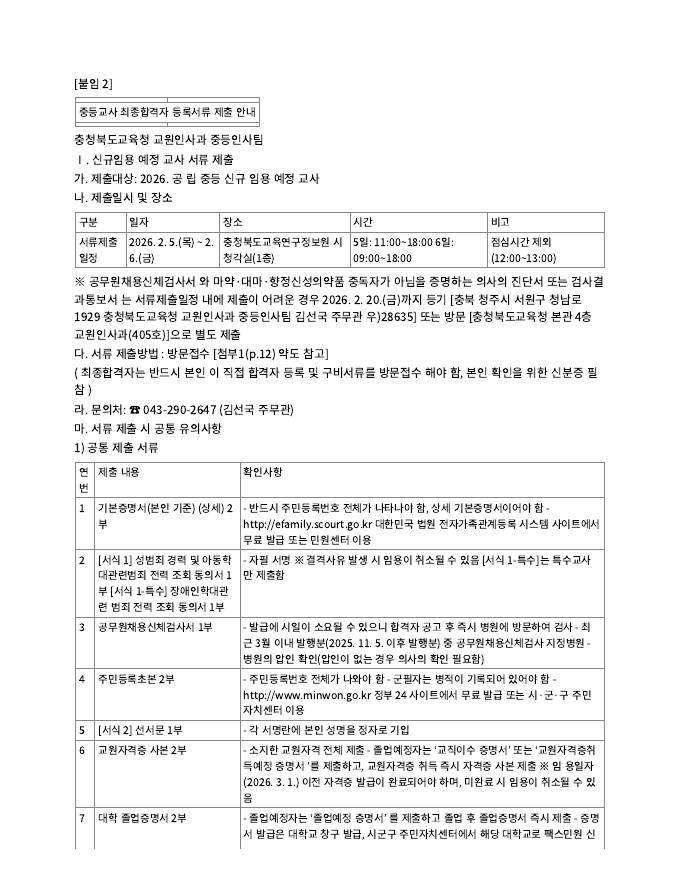 [붙임 2]
중등교사 최종합격자 등록서류 제출 안내
충청북도교육청 교원인사과 중등인사팀
Ⅰ. 신규임용 예정 교사 서류 제출
가. 제출대상: 2026. 공 립 중등 신규 임용 예정 교사
나. 제출일시 및 장소
구분 일자 장소 시간 비고
서류제출 2026. 2. 5.(목) ~ 2. 충청북도교육연구정보원 시 5일: 11:00~18:00 6일: 점심시간 제외
일정 6.(금) 청각실(1층) 09:00~18:00 (12:00~13:00)
※ 공무원채용신체검사서 와 마약·대마·향정신성의약품 중독자가 아님을 증명하는 의사의 진단서 또는 검사결
과통보서 는 서류제출일정 내에 제출이 어려운 경우 2026. 2. 20.(금)까지 등기 [충북 청주시 서원구 청남로
1929 충청북도교육청 교원인사과 중등인사팀 김선국 주무관 우)28635] 또는 방문 [충청북도교육청 본관 4층
교원인사과(405호)]으로 별도 제출
다. 서류 제출방법 : 방문접수 [첨부1(p.12) 약도 참고]
( 최종합격자는 반드시 본인 이 직접 합격자 등록 및 구비서류를 방문접수 해야 함, 본인 확인을 위한 신분증 필
참 )
라. 문의처: ☎ 043-290-2647 (김선국 주무관)
마. 서류 제출 시 공통 유의사항
1) 공통 제출 서류
연 제출 내용 확인사항
번
1 기본증명서(본인 기준) (상세) 2 - 반드시 주민등록번호 전체가 나타나야 함, 상세 기본증명서이어야 함 -
부 http://efamily.scourt.go.kr 대한민국 법원 전자가족관계등록 시스템 사이트에서
무료 발급 또는 민원센터 이용
2 [서식 1] 성범죄 경력 및 아동학 - 자필 서명 ※ 결격사유 발생 시 임용이 취소될 수 있음 [서식 1-특수]는 특수교사
대관련범죄 전력 조회 동의서 1 만 제출함
부 [서식 1-특수] 장애인학대관
련 범죄 전력 조회 동의서 1부
3 공무원채용신체검사서 1부 - 발급에 시일이 소요될 수 있으니 합격자 공고 후 즉시 병원에 방문하여 검사 - 최
근 3월 이내 발행분(2025. 11. 5. 이후 발행분) 중 공무원채용신체검사 지정병원 -
병원의 압인 확인(압인이 없는 경우 의사의 확인 필요함)
4 주민등록초본 2부 - 주민등록번호 전체가 나와야 함 - 군필자는 병적이 기록되어 있어야 함 -
http://www.minwon.go.kr 정부 24 사이트에서 무료 발급 또는 시·군·구 주민
자치센터 이용
5 [서식 2] 선서문 1부 - 각 서명란에 본인 성명을 정자로 기입
6 교원자격증 사본 2부 - 소지한 교원자격 전체 제출 - 졸업예정자는 ‘교직이수 증명서’ 또는 ‘교원자격증취
득예정 증명서 ’를 제출하고, 교원자격증 취득 즉시 자격증 사본 제출 ※ 임 용일자
(2026. 3. 1.) 이전 자격증 발급이 완료되어야 하며, 미완료 시 임용이 취소될 수 있
음
7 대학 졸업증명서 2부 - 졸업예정자는 ‘졸업예정 증명서’ 를 제출하고 졸업 후 졸업증명서 즉시 제출 - 증명
서 발급은 대학교 창구 발급, 시군구 주민자치센터에서 해당 대학교로 팩스민원 신